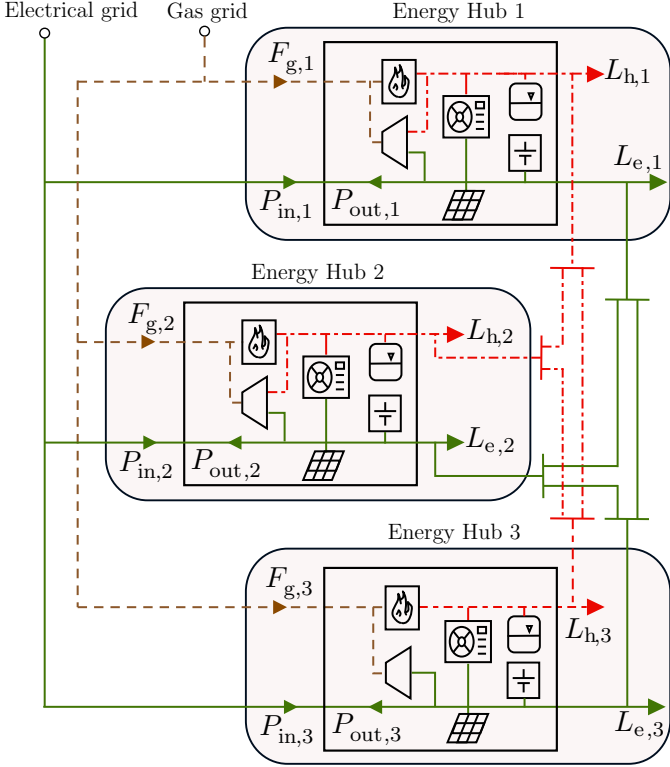 Electrical grid
Gas grid
Energy Hub 1
F_{g,1}
L_{h,1}
L_{e,1}
P_{in,1}
P_{out,1}
Energy Hub 2
F_{g,2}
L_{h,2}
L_{e,2}
P_{in,2}
P_{out,2}
Energy Hub 3
F_{g,3}
L_{h,3}
P_{in,3}
P_{out,3}
L_{e,3}